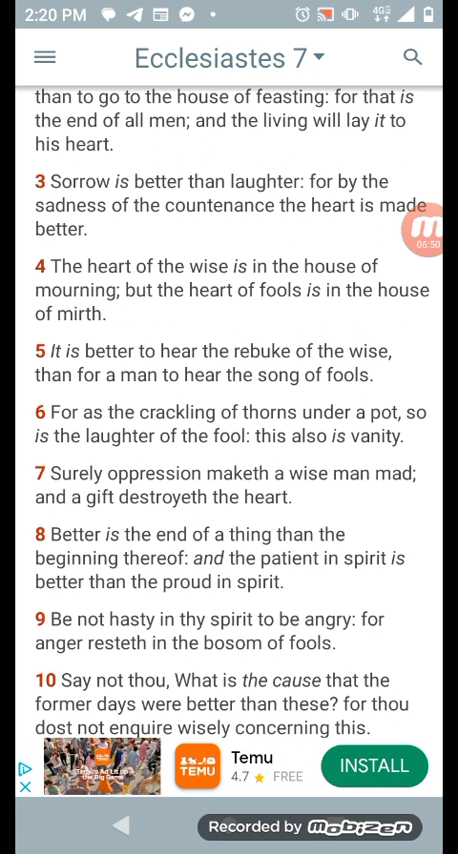 2:20 PM
4GE
Ecclesiastes 7
than to go to the house of feasting: for that is
the end of all men; and the living will lay it to
his heart.
3 Sorrow is better than laughter: for by the
sadness of the countenance the heart is made
better.
06:50
4 The heart of the wise is in the house of
mourning; but the heart of fools is in the house
of mirth.
5 It is better to hear the rebuke of the wise,
than for a man to hear the song of fools.
6 For as the crackling of thorns under a pot, so
is the laughter of the fool: this also is vanity.
7 Surely oppression maketh a wise man mad;
and a gift destroyeth the heart.
8 Better is the end of a thing than the
beginning thereof: and the patient in spirit is
better than the proud in spirit.
9 Be not hasty in thy spirit to be angry: for
anger resteth in the bosom of fools.
10 Say not thou, What is the cause that the
former days were better than these? for thou
dost not enquire wisely concerning this.
Temu's Ad Lit up
the Big Game
TEMU
Temu
4.7 ★ FREE
INSTALL
Recorded by mobizen